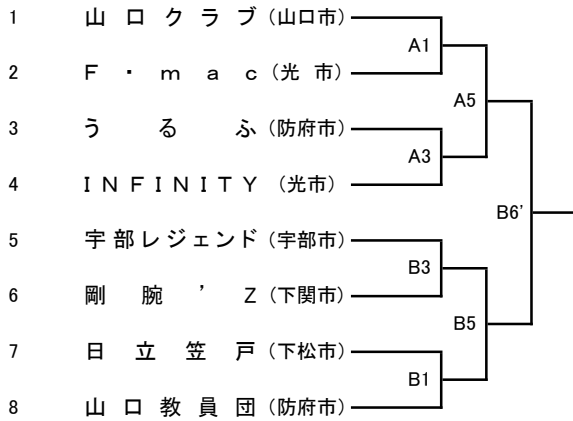 1 山口クラブ（山口市）
A1
2 F・mac（光 市）
A5
3 うるふ（防府市）
A3
4 INFINITY（光市）
B6'
5 宇部レジェンド（宇部市）
B3
6 剛腕'Z（下関市）
B5
7 日立笠戸（下松市）
B1
8 山口教員団（防府市）